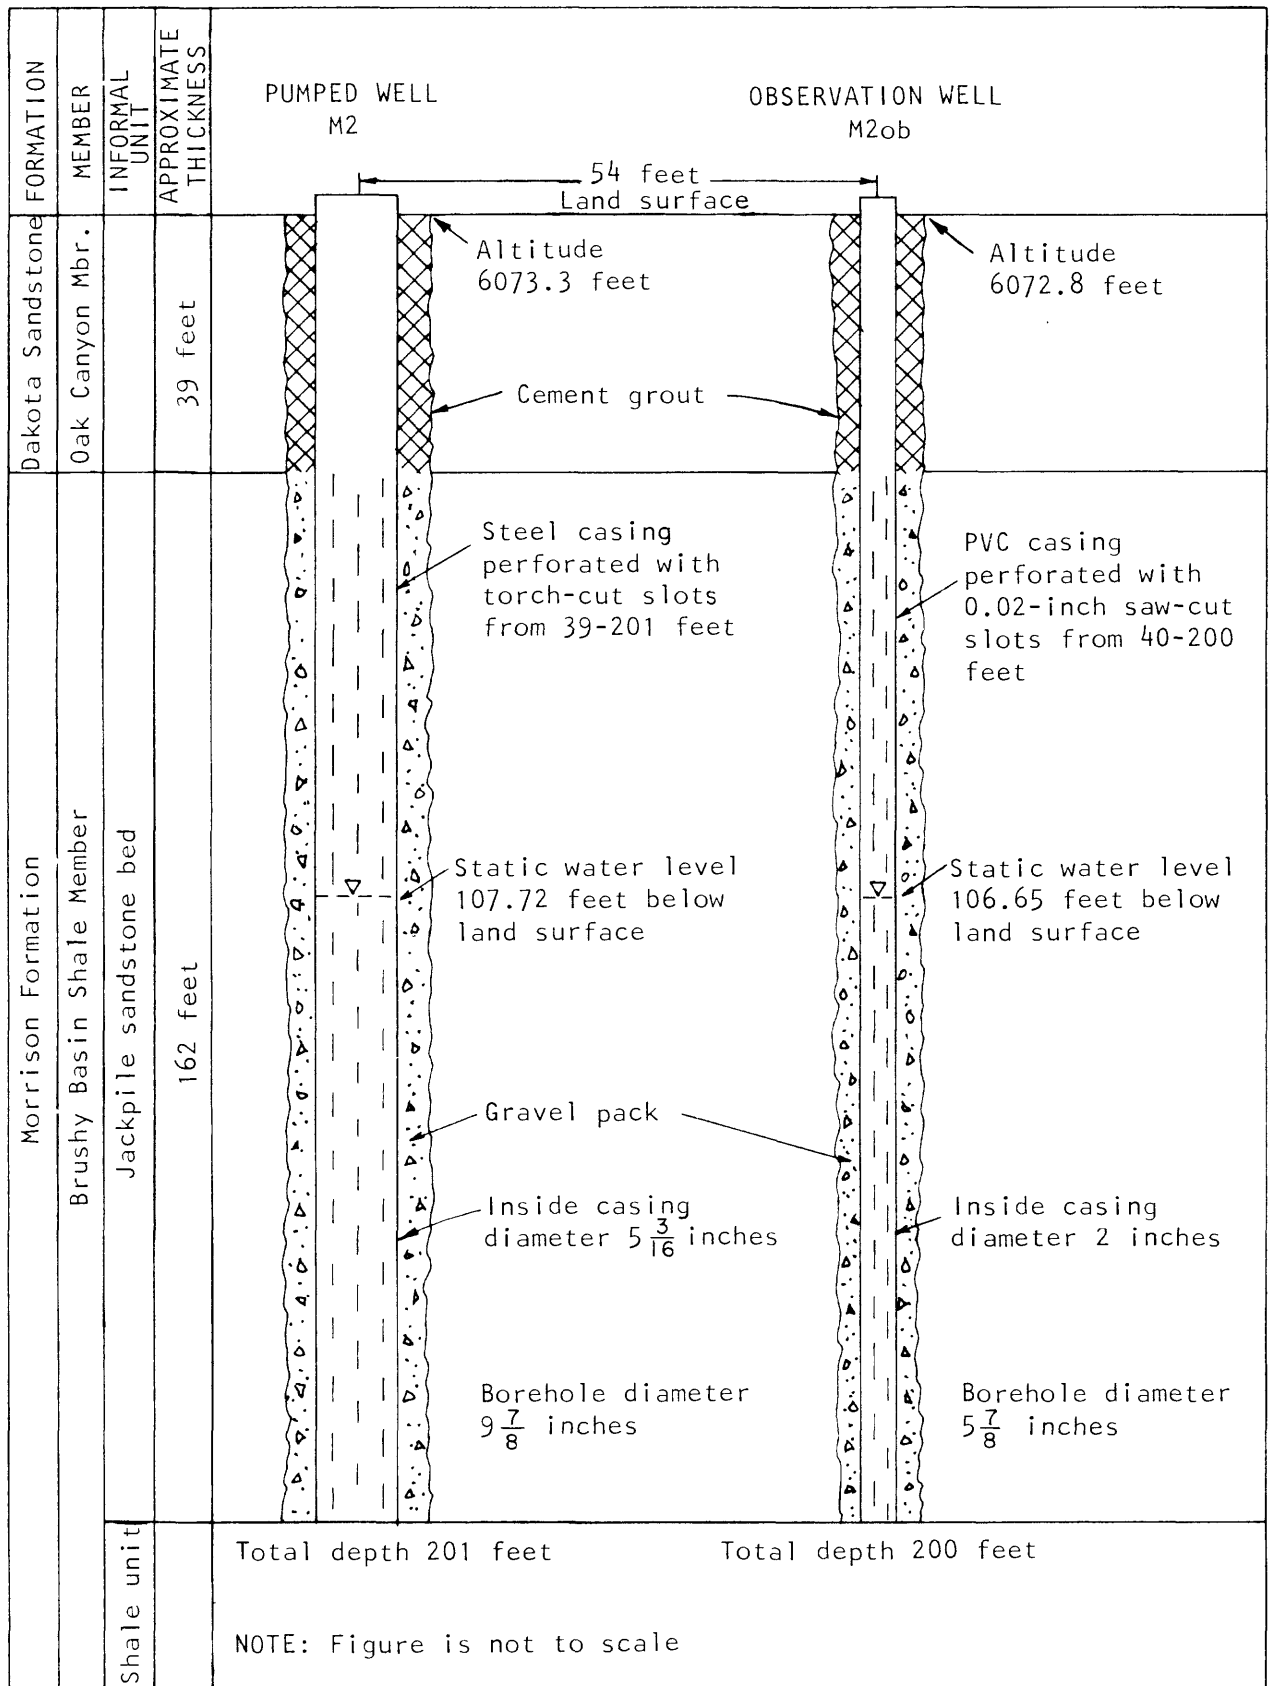 FORMATION
MEMBER
INFORMAL
UNIT
APPROXIMATE
THICKNESS
PUMPED WELL
M2
OBSERVATION WELL
M2ob
54 feet
Land surface
Dakota Sandstone
Oak Canyon Mbr.
39 feet
Altitude
6073.3 feet
Altitude
6072.8 feet
Cement grout
Morrison Formation
Brushy Basin Shale Member
Jackpile sandstone bed
162 feet
Steel casing
perforated with
torch-cut slots
from 39-201 feet
PVC casing
perforated with
0.02-inch saw-cut
slots from 40-200
feet
Static water level
107.72 feet below
land surface
Static water level
106.65 feet below
land surface
Gravel pack
Inside casing
diameter 5 3/16 inches
Inside casing
diameter 2 inches
Borehole diameter
9 7/8 inches
Borehole diameter
5 7/8 inches
Shale unit
Total depth 201 feet
Total depth 200 feet
NOTE: Figure is not to scale